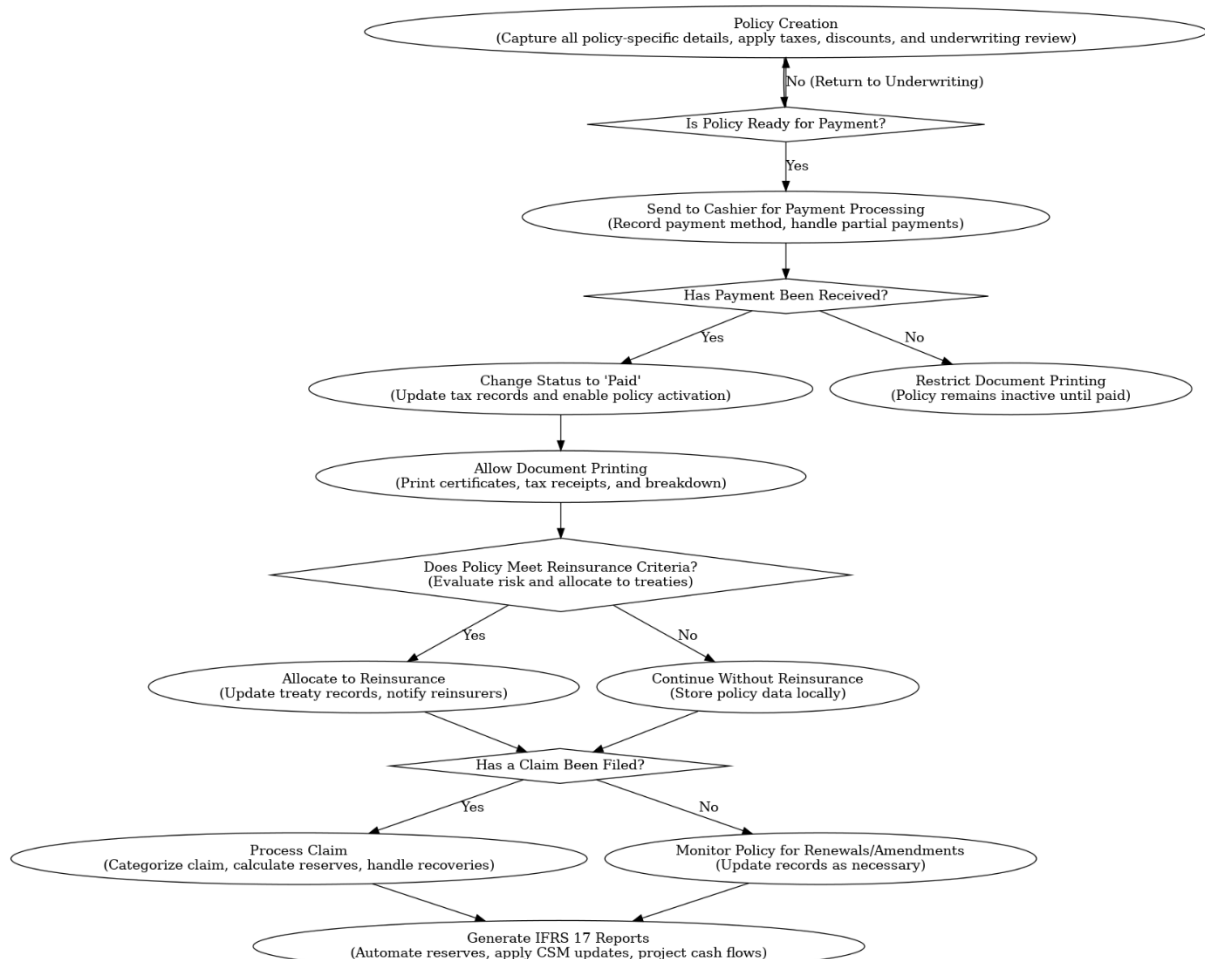 Policy Creation
(Capture all policy-specific details, apply taxes, discounts, and underwriting review)
No (Return to Underwriting)
Is Policy Ready for Payment?
Yes
Send to Cashier for Payment Processing
(Record payment method, handle partial payments)
Has Payment Been Received?
Yes
No
Change Status to 'Paid'
(Update tax records and enable policy activation)
Restrict Document Printing
(Policy remains inactive until paid)
Allow Document Printing
(Print certificates, tax receipts, and breakdown)
Does Policy Meet Reinsurance Criteria?
(Evaluate risk and allocate to treaties)
Yes
No
Allocate to Reinsurance
(Update treaty records, notify reinsurers)
Continue Without Reinsurance
(Store policy data locally)
Has a Claim Been Filed?
Yes
No
Process Claim
(Categorize claim, calculate reserves, handle recoveries)
Monitor Policy for Renewals/Amendments
(Update records as necessary)
Generate IFRS 17 Reports
(Automate reserves, apply CSM updates, project cash flows)